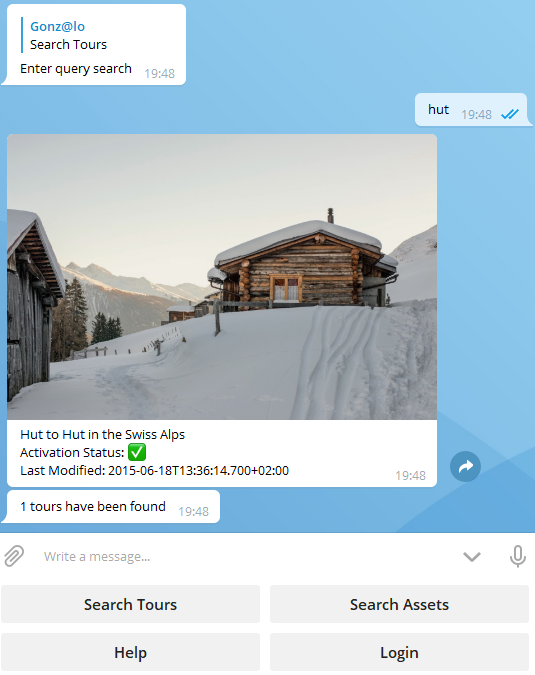 Gonz@lo
Search Tours
Enter query search 19:48
hut 19:48
Hut to Hut in the Swiss Alps
Activation Status: ✅
Last Modified: 2015-06-18T13:36:14.700+02:00
19:48
1 tours have been found 19:48
Write a message...
Search Tours
Search Assets
Help
Login